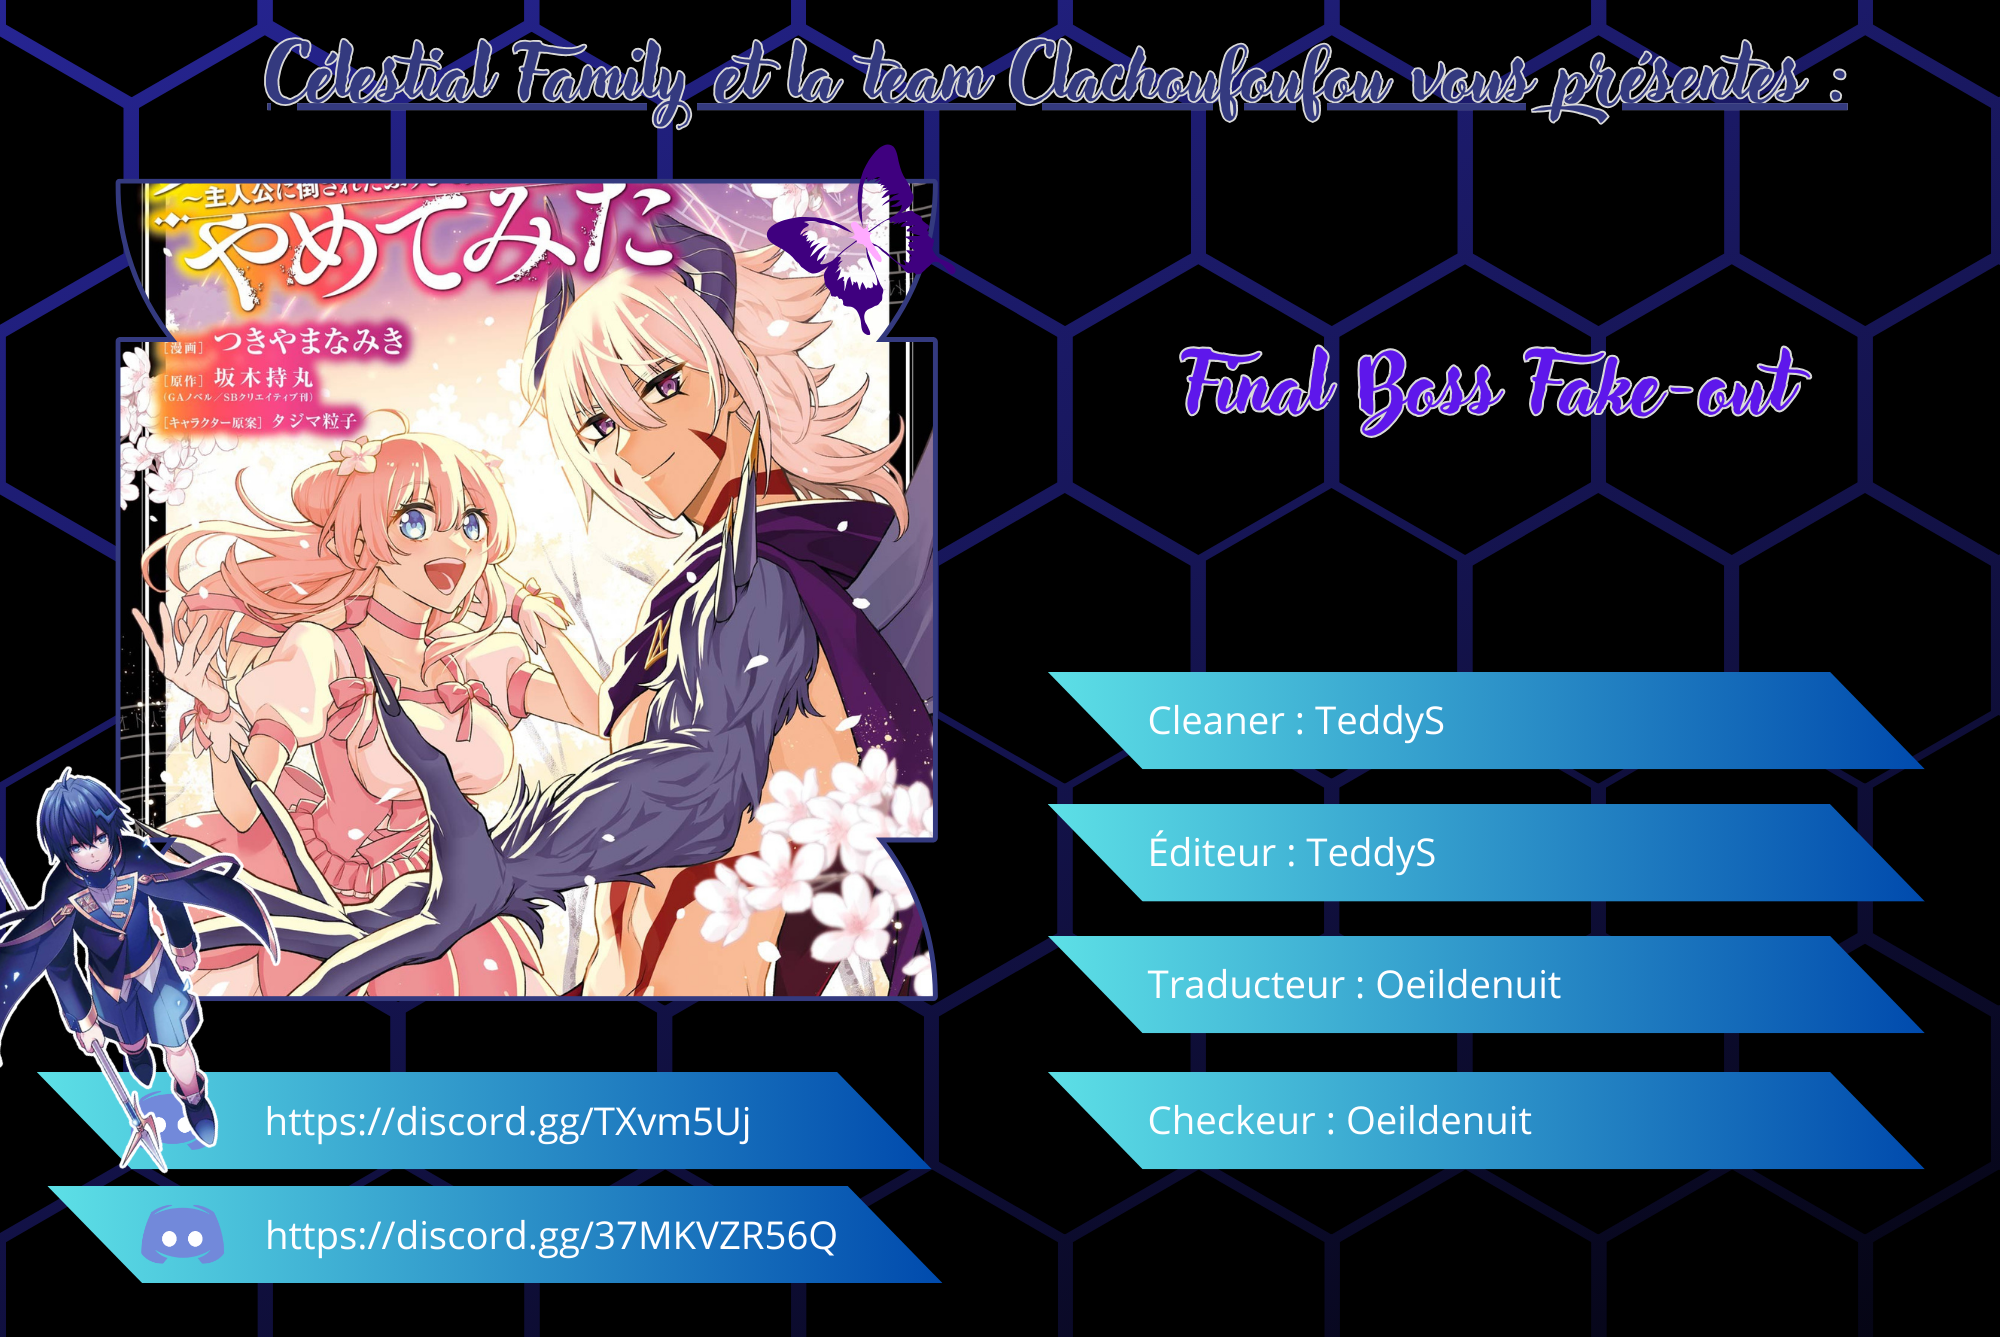 Célestial Family et la team Clachoufoufou vous présentes :
～主人公に倒された
やめてみた
[漫画] つきやまなみき
[原作] 坂木持丸
(GAノベル／SBクリエイティブ刊)
[キャラクター原案] タジマ粒子
Final Boss Fake-out
Cleaner : TeddyS
Éditeur : TeddyS
Traducteur : Oeildenuit
Checkeur : Oeildenuit
https://discord.gg/TXvm5Uj
https://discord.gg/37MKVZR56Q